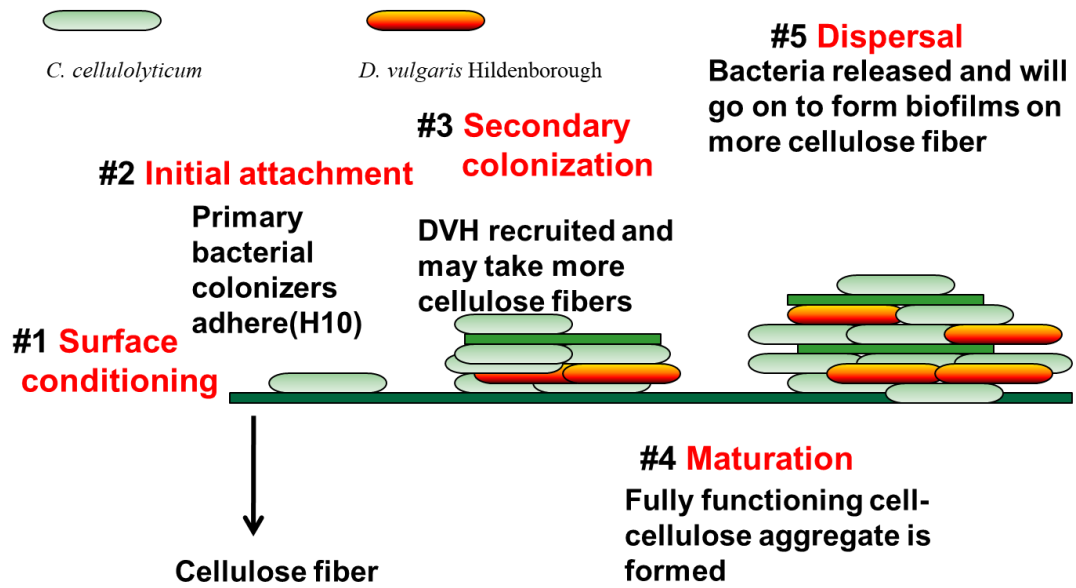 C. cellulolyticum
D. vulgaris Hildenborough
#1 Surface
conditioning
#2 Initial attachment
Primary
bacterial
colonizers
adhere(H10)
#3 Secondary
colonization
DVH recruited and
may take more
cellulose fibers
#4 Maturation
Fully functioning cell-
cellulose aggregate is
formed
#5 Dispersal
Bacteria released and will
go on to form biofilms on
more cellulose fiber
Cellulose fiber